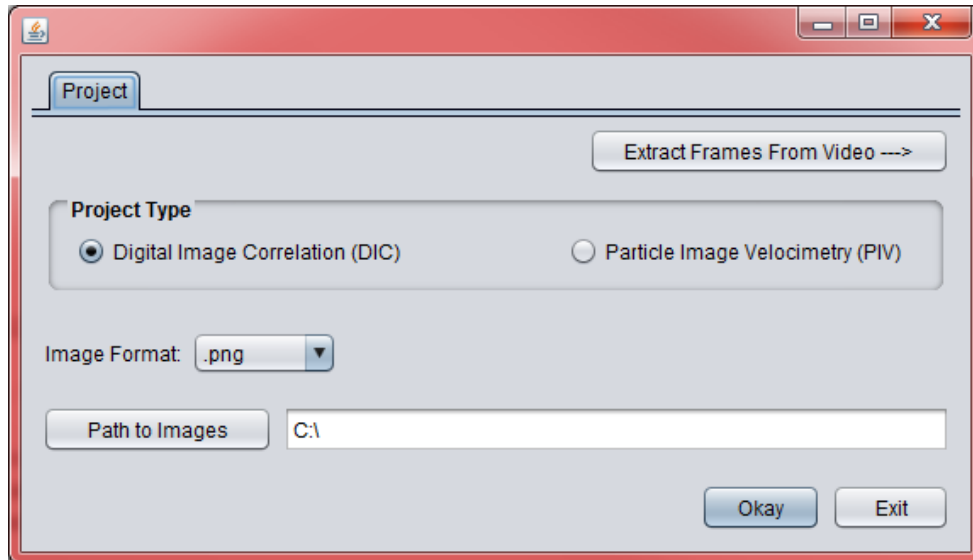 Project
Extract Frames From Video --->
Project Type
Digital Image Correlation (DIC) Particle Image Velocimetry (PIV)
Image Format: .png
Path to Images C:\
Okay Exit